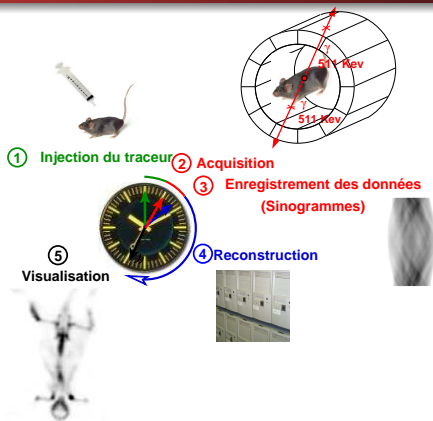 γ
511 Kev
γ
511 Kev
1 Injection du traceur
2 Acquisition
3 Enregistrement des données
(Sinogrammes)
4 Reconstruction
5
Visualisation